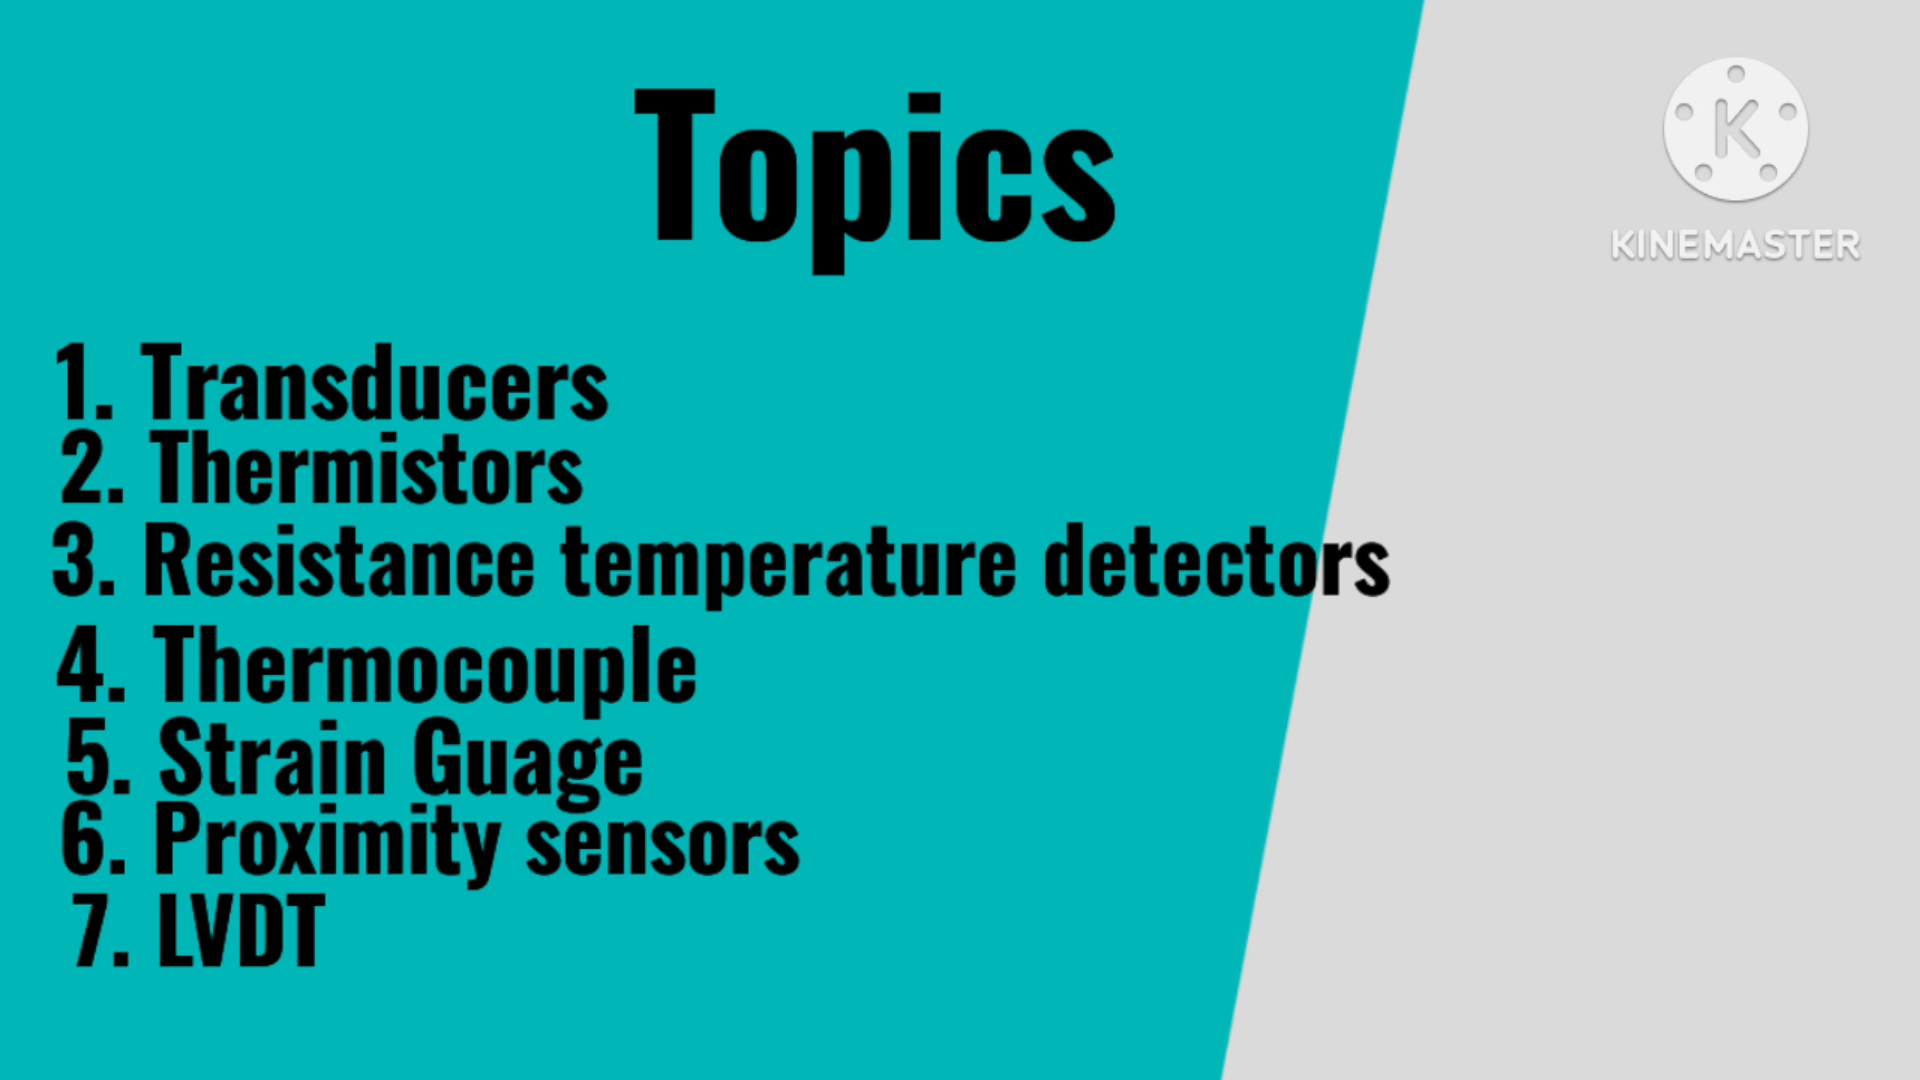 Topics
KINEMASTER
1. Transducers
2. Thermistors
3. Resistance temperature detectors
4. Thermocouple
5. Strain Guage
6. Proximity sensors
7. LVDT